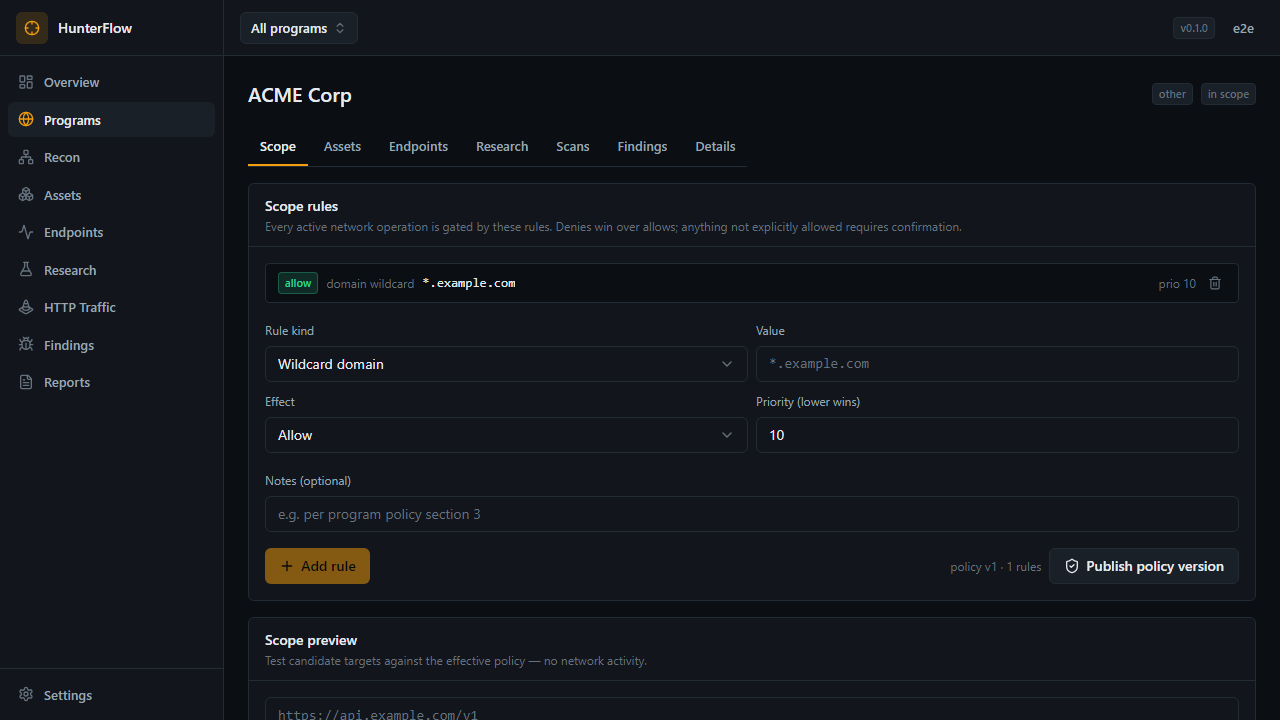 HunterFlow
All programs
v0.1.0
e2e
Overview
Programs
Recon
Assets
Endpoints
Research
HTTP Traffic
Findings
Reports
Settings
ACME Corp
other
in scope
Scope
Assets
Endpoints
Research
Scans
Findings
Details
Scope rules
Every active network operation is gated by these rules. Denies win over allows; anything not explicitly allowed requires confirmation.
allow domain wildcard *.example.com prio 10
Rule kind
Value
Wildcard domain
*.example.com
Effect
Priority (lower wins)
Allow
10
Notes (optional)
e.g. per program policy section 3
Add rule
policy v1 · 1 rules
Publish policy version
Scope preview
Test candidate targets against the effective policy — no network activity.
https://api.example.com/v1